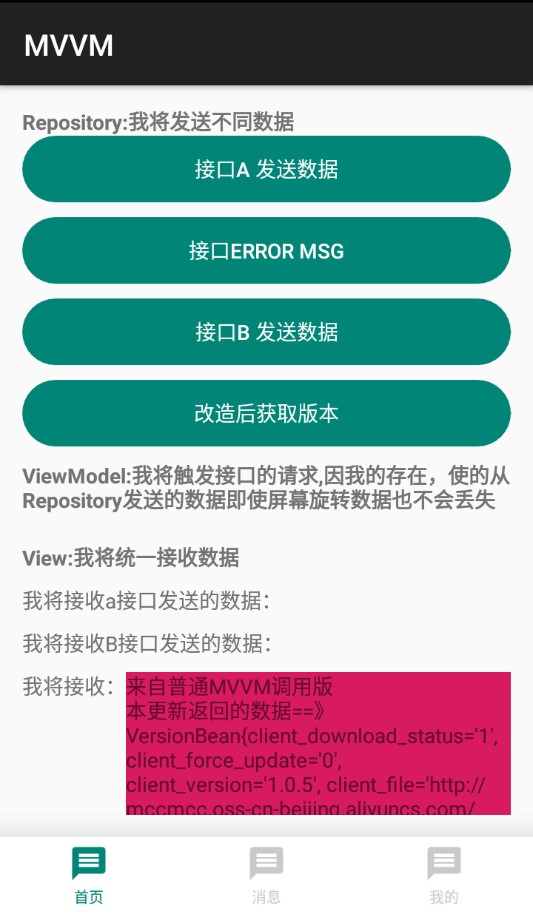 MVVM
Repository:我将发送不同数据
接口A 发送数据
接口ERROR MSG
接口B 发送数据
改造后获取版本
ViewModel:我将触发接口的请求,因我的存在，使的从
Repository发送的数据即使屏幕旋转数据也不会丢失
View:我将统一接收数据
我将接收a接口发送的数据：
我将接收B接口发送的数据：
我将接收：来自普通MVVM调用版
本更新返回的数据==》
VersionBean{client_download_status='1',
client_force_update='0',
client_version='1.0.5', client_file='http://
mccmcc.oss-cn-beijing.aliyuncs.com/
首页
消息
我的